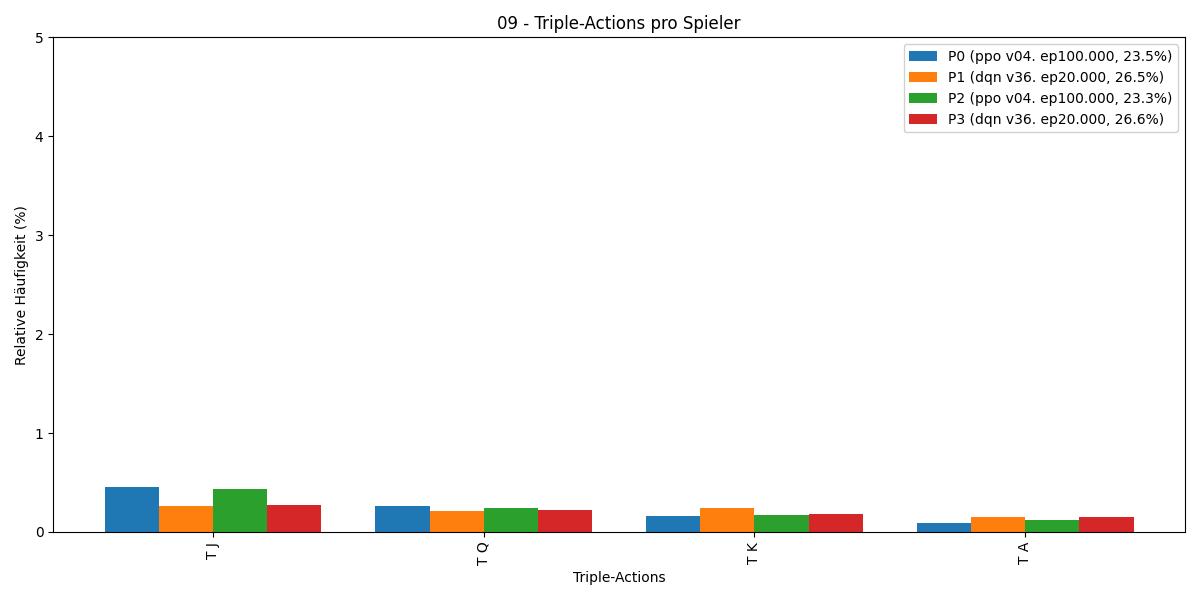 09 - Triple-Actions pro Spieler
P0 (ppo v04. ep100.000, 23.5%)
P1 (dqn v36. ep20.000, 26.5%)
P2 (ppo v04. ep100.000, 23.3%)
P3 (dqn v36. ep20.000, 26.6%)
Relative Häufigkeit (%)
5
4
3
2
1
0
T J
T Q
T K
T A
Triple-Actions